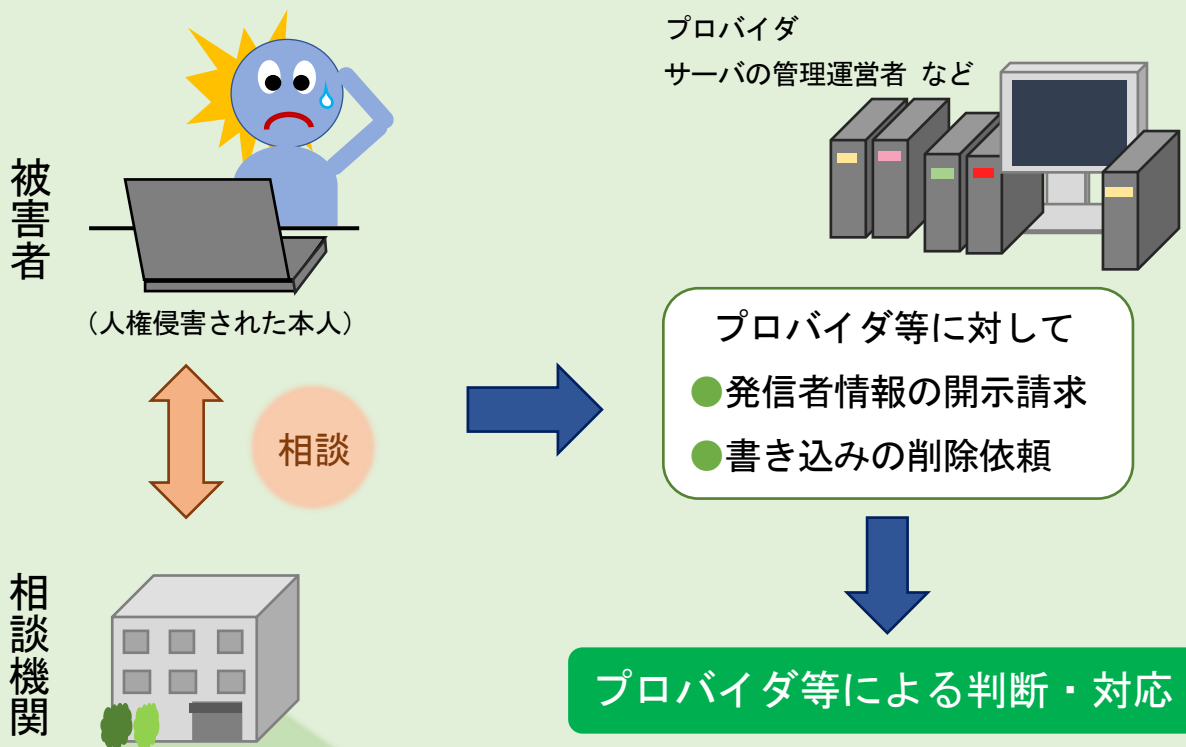 被害者
（人権侵害された本人）
相談
相談機関
プロバイダ
サーバの管理運営者 など
プロバイダ等に対して
●発信者情報の開示請求
●書き込みの削除依頼
プロバイダ等による判断・対応